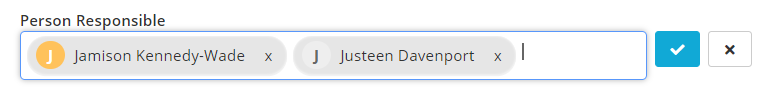 Person Responsible
J Jamison Kennedy-Wade x J Justeen Davenport x